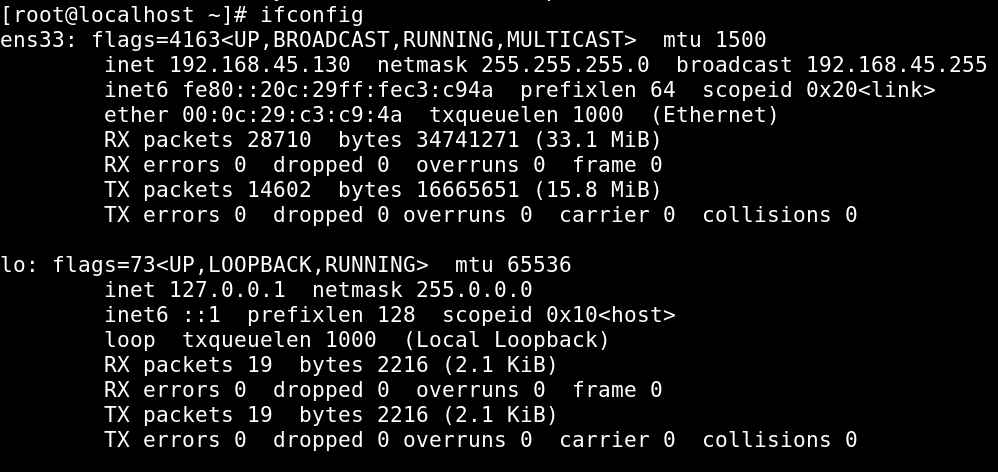 [root@localhost ~]# ifconfig
ens33: flags=4163<UP,BROADCAST,RUNNING,MULTICAST>  mtu 1500
        inet 192.168.45.130  netmask 255.255.255.0  broadcast 192.168.45.255
        inet6 fe80::20c:29ff:fec3:c94a  prefixlen 64  scopeid 0x20<link>
        ether 00:0c:29:c3:c9:4a  txqueuelen 1000  (Ethernet)
        RX packets 28710  bytes 34741271 (33.1 MiB)
        RX errors 0  dropped 0  overruns 0  frame 0
        TX packets 14602  bytes 16665651 (15.8 MiB)
        TX errors 0  dropped 0 overruns 0  carrier 0  collisions 0

lo: flags=73<UP,LOOPBACK,RUNNING>  mtu 65536
        inet 127.0.0.1  netmask 255.0.0.0
        inet6 ::1  prefixlen 128  scopeid 0x10<host>
        loop  txqueuelen 1000  (Local Loopback)
        RX packets 19  bytes 2216 (2.1 KiB)
        RX errors 0  dropped 0  overruns 0  frame 0
        TX packets 19  bytes 2216 (2.1 KiB)
        TX errors 0  dropped 0 overruns 0  carrier 0  collisions 0